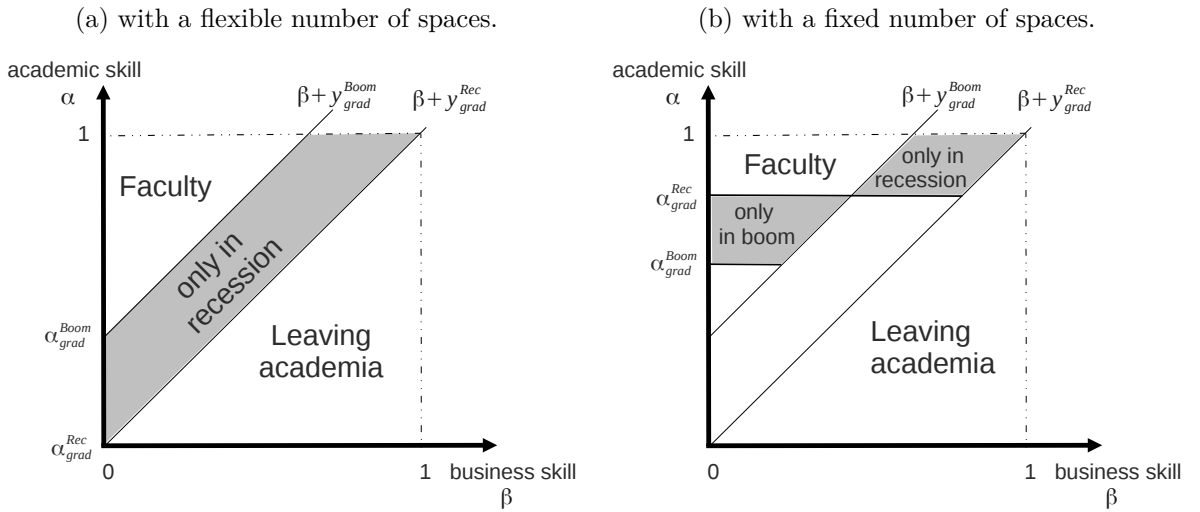 (a) with a flexible number of spaces.
academic skill
α
β+y_grad^Boom
β+y_grad^Rec
1
Faculty
only in
recession
α_grad^Boom
Leaving
academia
α_grad^Rec
0
1
business skill
β
(b) with a fixed number of spaces.
academic skill
α
β+y_grad^Boom
β+y_grad^Rec
1
Faculty
only in
recession
α_grad^Rec
only
in boom
α_grad^Boom
Leaving
academia
0
1
business skill
β